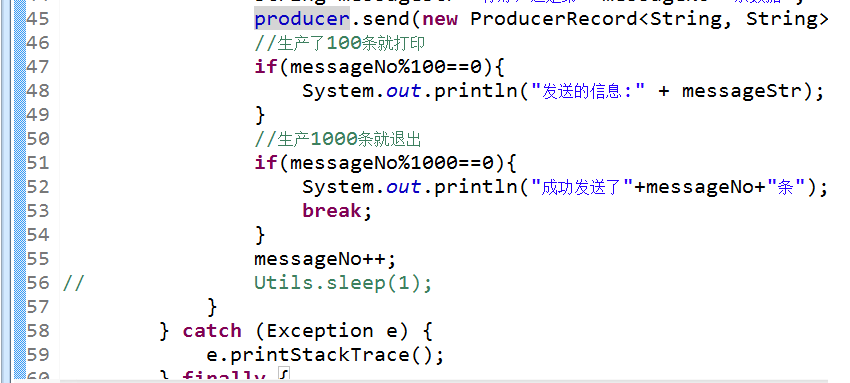 45 producer.send(new ProducerRecord<String, String>
46 //生产了100条就打印
47 if(messageNo%100==0){
48 System.out.println("发送的信息:" + messageStr);
49 }
50 //生产1000条就退出
51 if(messageNo%1000==0){
52 System.out.println("成功发送了"+messageNo+"条");
53 break;
54 }
55 messageNo++;
56 // Utils.sleep(1);
57 }
58 } catch (Exception e) {
59 e.printStackTrace();
60 } finally {